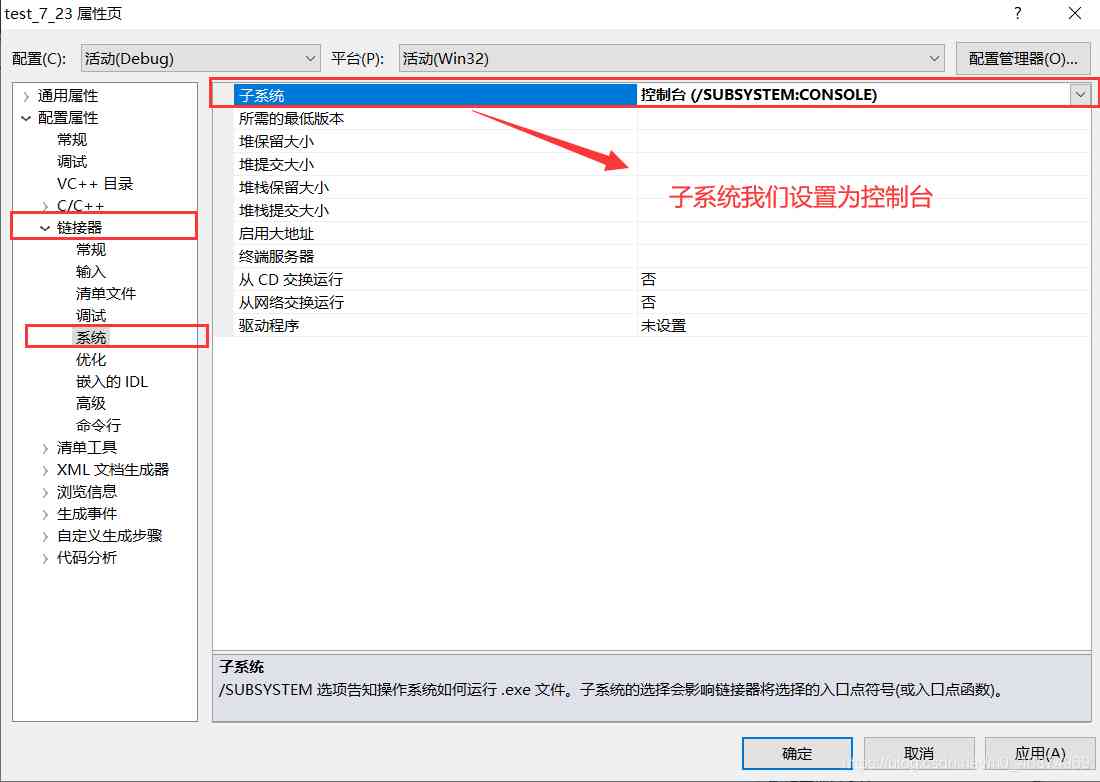 test_7_23 属性页
?
配置(C):
活动(Debug)
平台(P):
活动(Win32)
配置管理器(O)...
通用属性
配置属性
常规
调试
VC++ 目录
C/C++
链接器
常规
输入
清单文件
调试
系统
优化
嵌入的 IDL
高级
命令行
清单工具
XML 文档生成器
浏览信息
生成事件
自定义生成步骤
代码分析
子系统 控制台 (/SUBSYSTEM:CONSOLE)
所需的最低版本
堆保留大小
堆提交大小
堆栈保留大小
堆栈提交大小
启用大地址
终端服务器
从 CD 交换运行 否
从网络交换运行 否
驱动程序 未设置
子系统我们设置为控制台
子系统
/SUBSYSTEM 选项告知操作系统如何运行 .exe 文件。子系统的选择会影响链接器将选择的入口点符号(或入口点函数)。
确定
取消
应用(A)